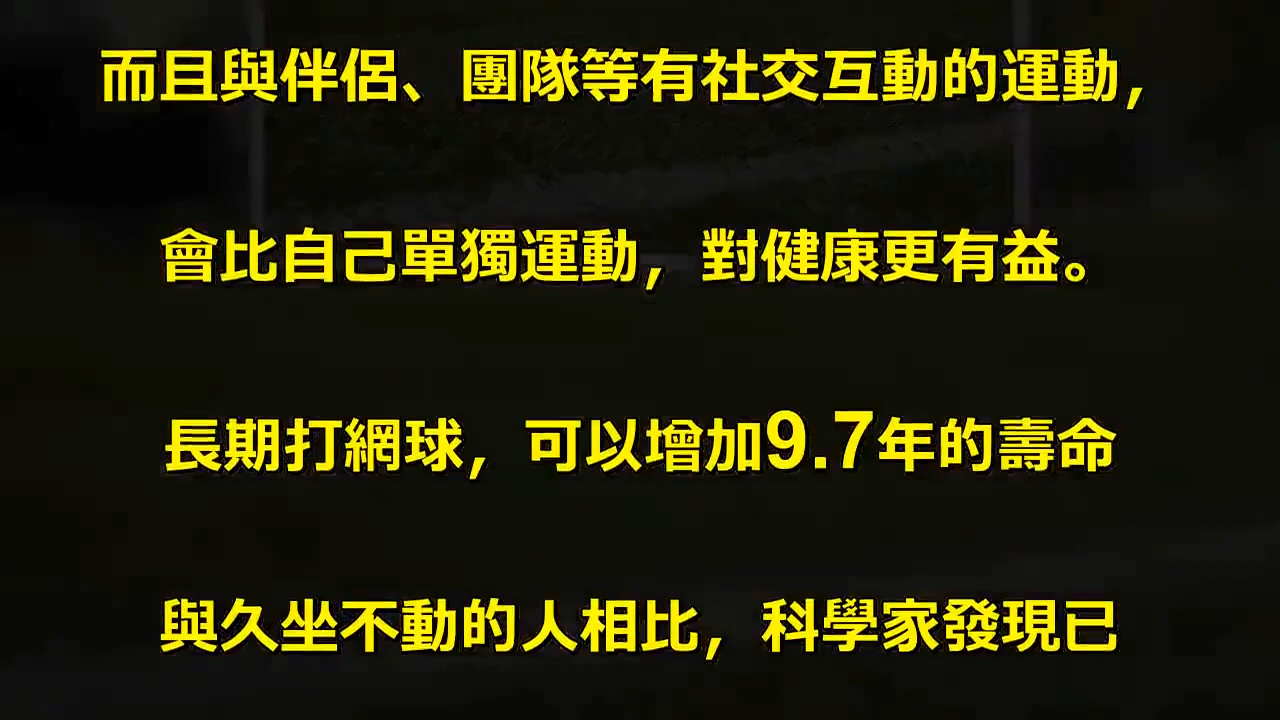 而且與伴侶、團隊等有社交互動的運動，
會比自己單獨運動，對健康更有益。
長期打網球，可以增加9.7年的壽命
與久坐不動的人相比，科學家發現已